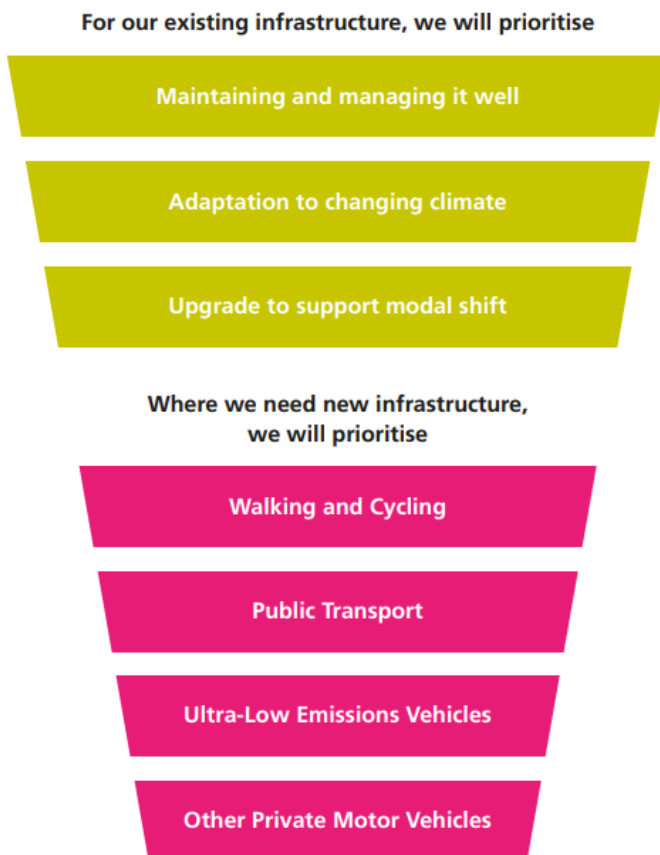 For our existing infrastructure, we will prioritise
Maintaining and managing it well
Adaptation to changing climate
Upgrade to support modal shift
Where we need new infrastructure,
we will prioritise
Walking and Cycling
Public Transport
Ultra-Low Emissions Vehicles
Other Private Motor Vehicles